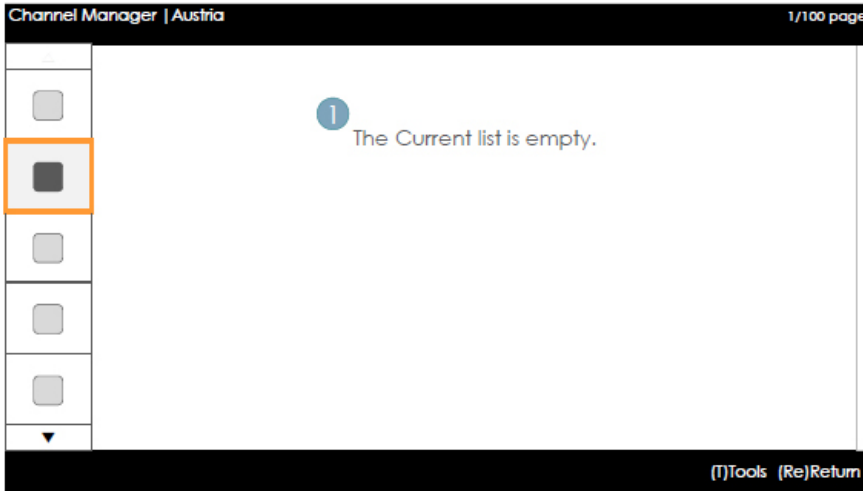 Channel Manager | Austria
1/100 page
1
The Current list is empty.
(T)Tools (Re)Return